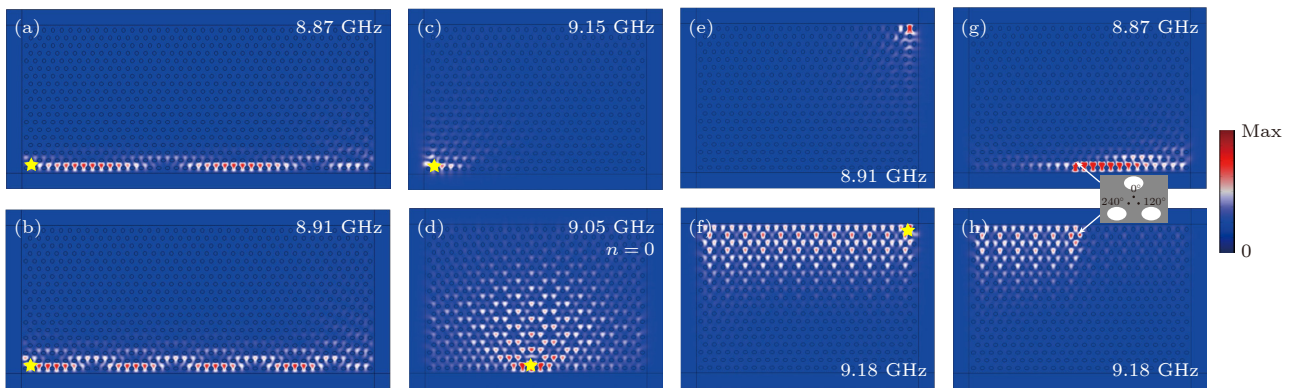 (a) 8.87 GHz
(c) 9.15 GHz
(e)
8.91 GHz
(g) 8.87 GHz
Max
0
0°
240° 120°
(b) 8.91 GHz
(d) 9.05 GHz
n = 0
(f)
9.18 GHz
(h)
9.18 GHz